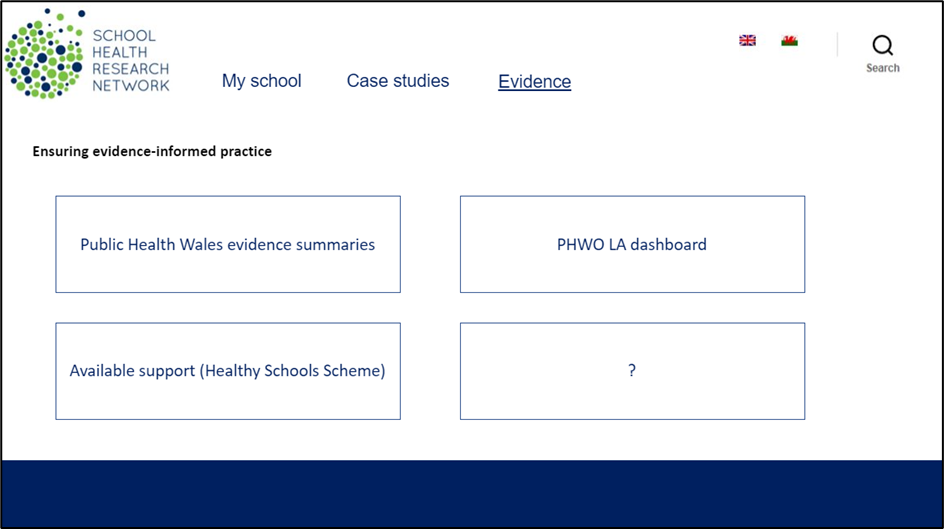 SCHOOL
HEALTH
RESEARCH
NETWORK
My school
Case studies
Evidence
Search
Ensuring evidence-informed practice
Public Health Wales evidence summaries
PHWO LA dashboard
Available support (Healthy Schools Scheme)
?